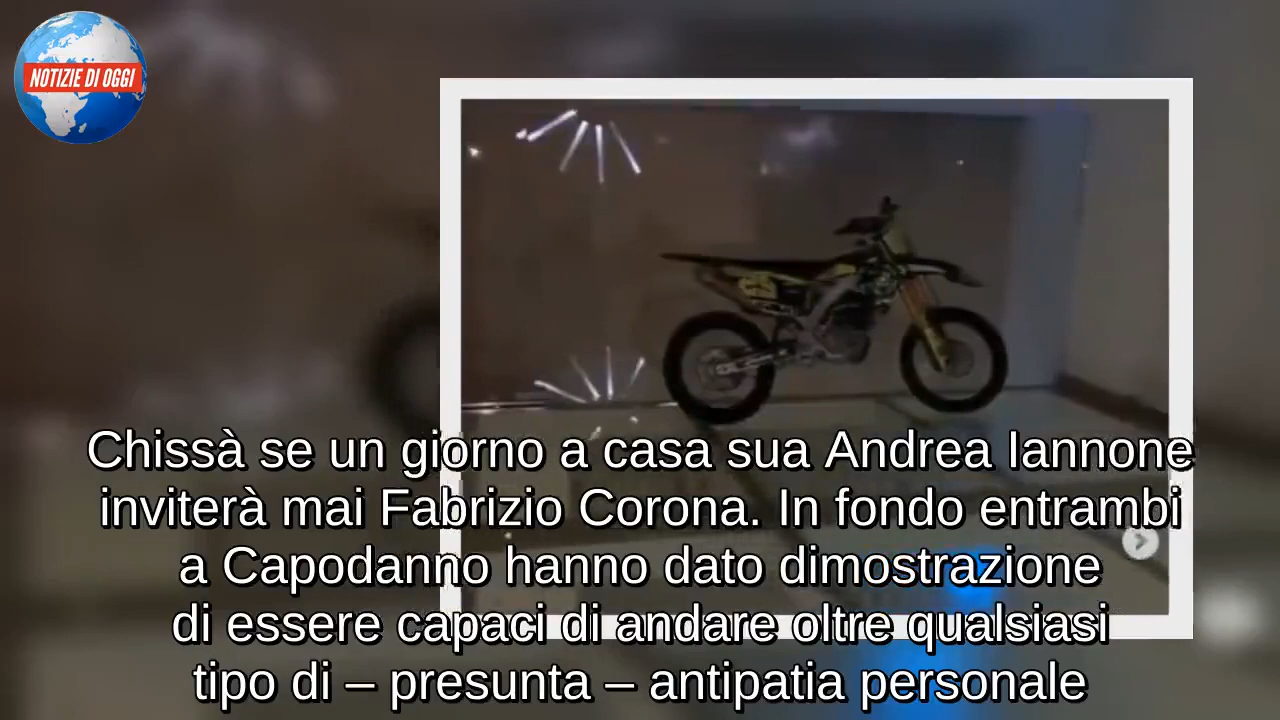 NOTIZIE DI OGGI
Chissà se un giorno a casa sua Andrea Iannone
inviterà mai Fabrizio Corona. In fondo entrambi
a Capodanno hanno dato dimostrazione
di essere capaci di andare oltre qualsiasi
tipo di – presunta – antipatia personale